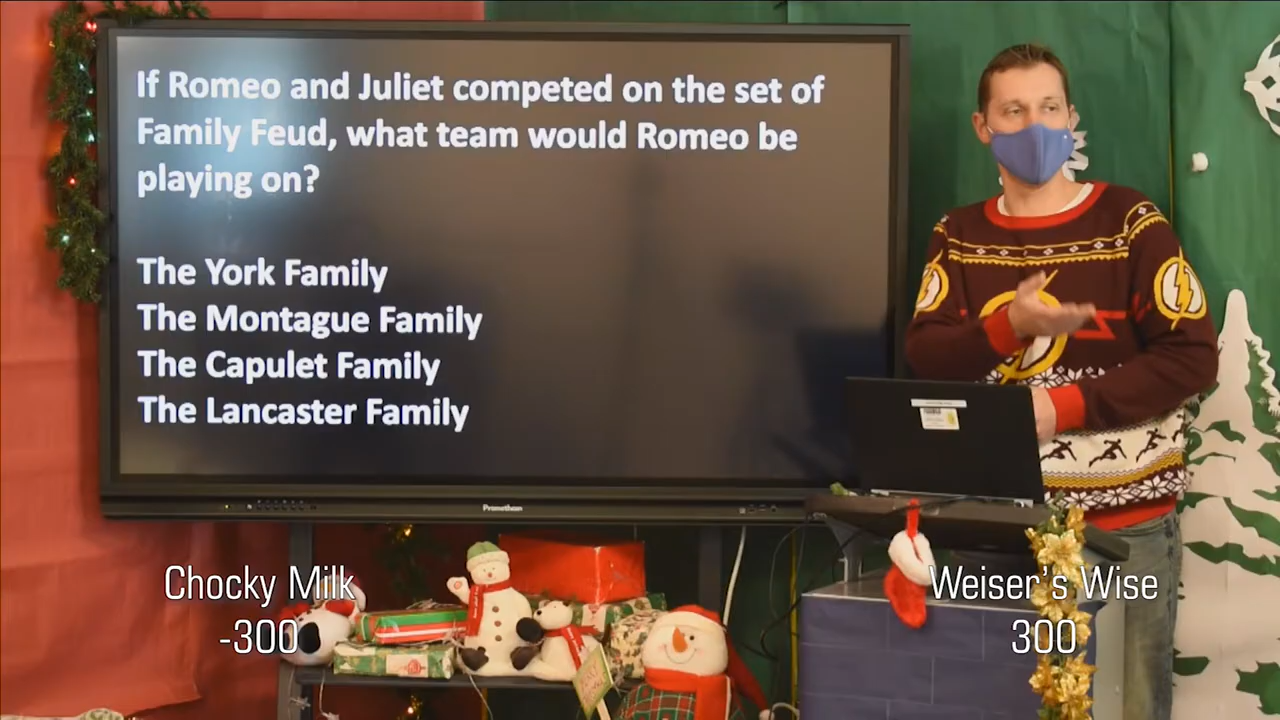 If Romeo and Juliet competed on the set of
Family Feud, what team would Romeo be
playing on?
The York Family
The Montague Family
The Capulet Family
The Lancaster Family
Promethean
Chocky Milk
-300
Weiser's Wise
300